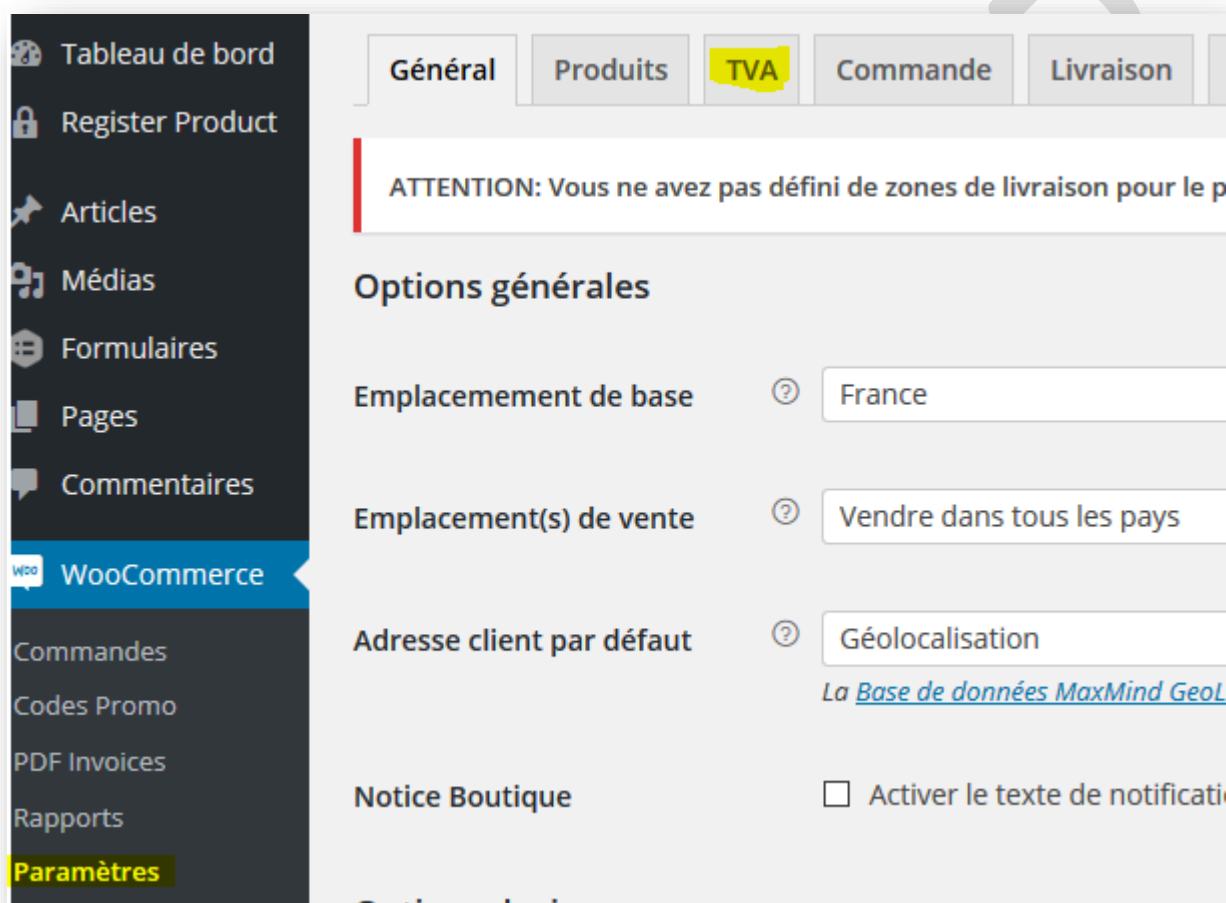 Tableau de bord
Register Product
Articles
Médias
Formulaires
Pages
Commentaires
Woo WooCommerce
Commandes
Codes Promo
PDF Invoices
Rapports
Paramètres
Général Produits TVA Commande Livraison
ATTENTION: Vous ne avez pas défini de zones de livraison pour le p
Options générales
Emplacemement de base ? France
Emplacement(s) de vente ? Vendre dans tous les pays
Adresse client par défaut ? Géolocalisation
La Base de données MaxMind GeoL
Notice Boutique Activer le texte de notificati